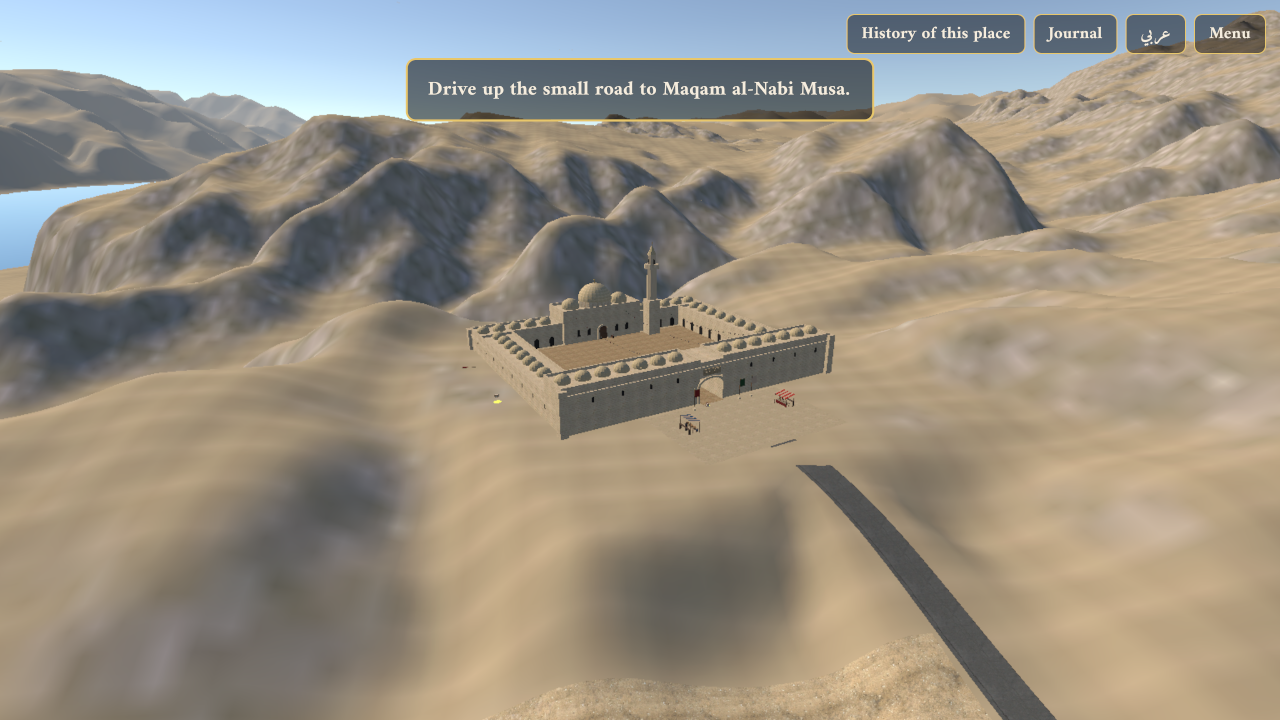 History of this place
Journal
عربي
Menu
Drive up the small road to Maqam al-Nabi Musa.